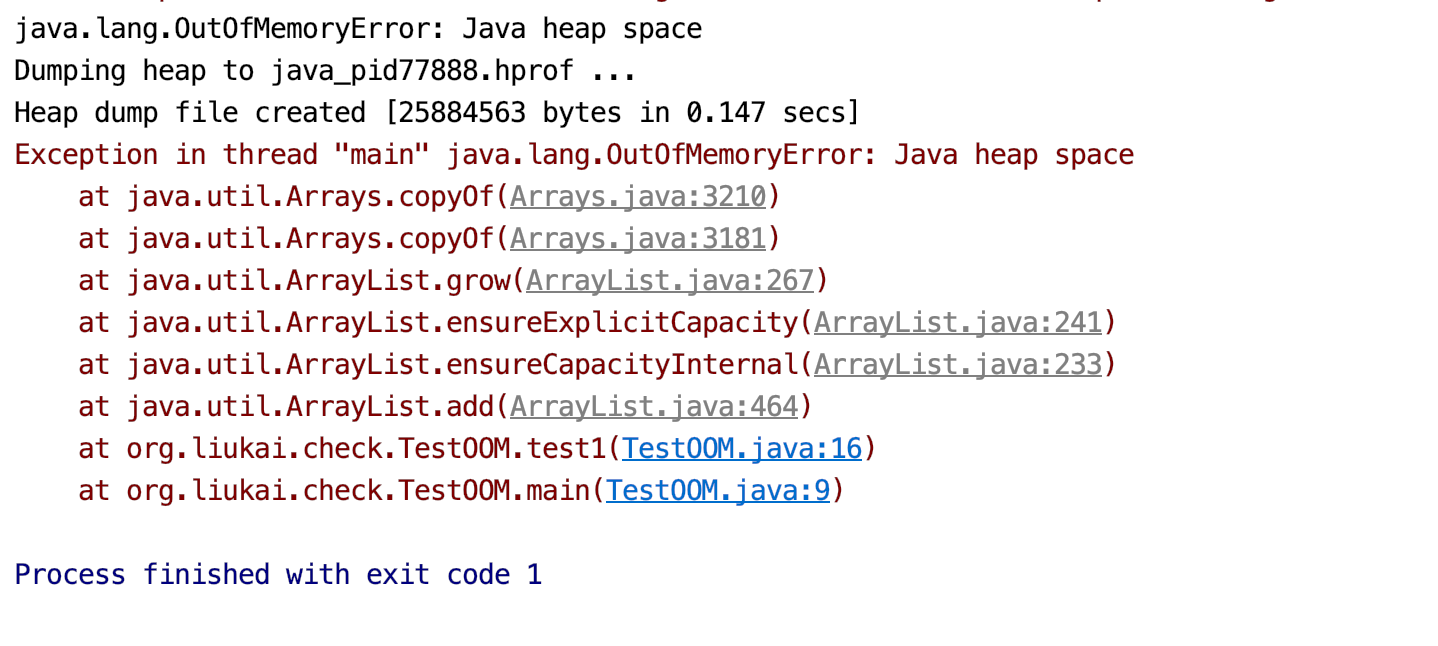 java.lang.OutOfMemoryError: Java heap space
Dumping heap to java_pid77888.hprof ...
Heap dump file created [25884563 bytes in 0.147 secs]
Exception in thread "main" java.lang.OutOfMemoryError: Java heap space
    at java.util.Arrays.copyOf(Arrays.java:3210)
    at java.util.Arrays.copyOf(Arrays.java:3181)
    at java.util.ArrayList.grow(ArrayList.java:267)
    at java.util.ArrayList.ensureExplicitCapacity(ArrayList.java:241)
    at java.util.ArrayList.ensureCapacityInternal(ArrayList.java:233)
    at java.util.ArrayList.add(ArrayList.java:464)
    at org.liukai.check.TestOOM.test1(TestOOM.java:16)
    at org.liukai.check.TestOOM.main(TestOOM.java:9)
Process finished with exit code 1